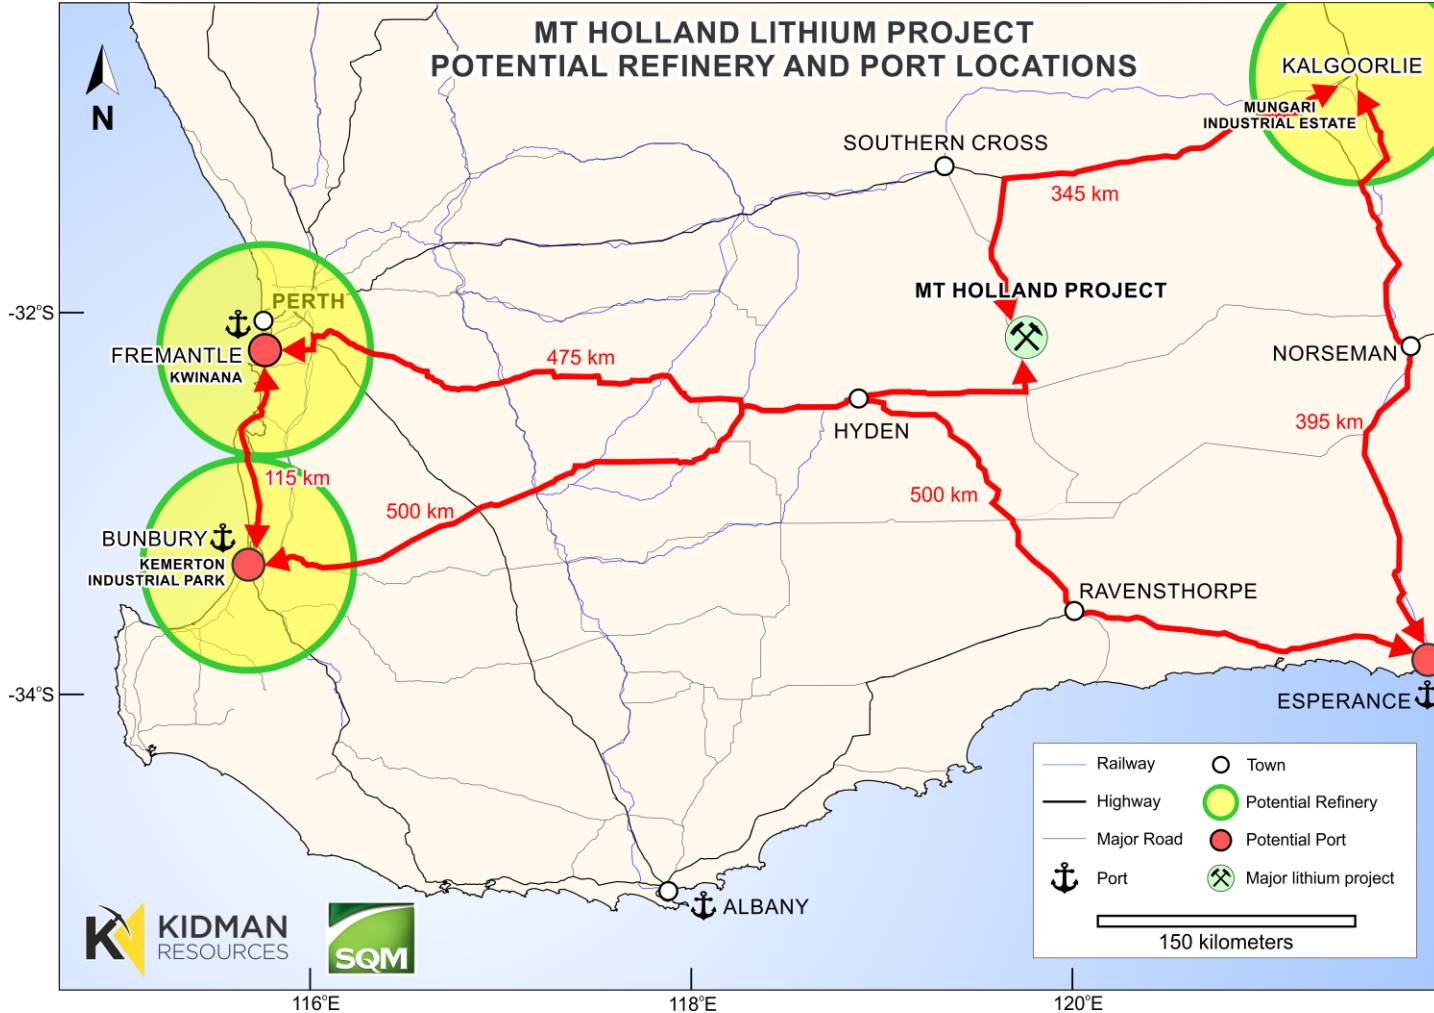 MT HOLLAND LITHIUM PROJECT
POTENTIAL REFINERY AND PORT LOCATIONS
N
KALGOORLIE
MUNGARI
INDUSTRIAL ESTATE
SOUTHERN CROSS
345 km
MT HOLLAND PROJECT
-32°S
PERTH
FREMANTLE
KWINANA
475 km
NORSEMAN
HYDEN
395 km
115 km
500 km
500 km
BUNBURY
KEMERTON
INDUSTRIAL PARK
RAVENSTHORPE
-34°S
ESPERANCE
Railway
Town
Highway
Potential Refinery
Major Road
Potential Port
Port
Major lithium project
150 kilometers
ALBANY
KIDMAN
RESOURCES
SQM
116°E
118°E
120°E